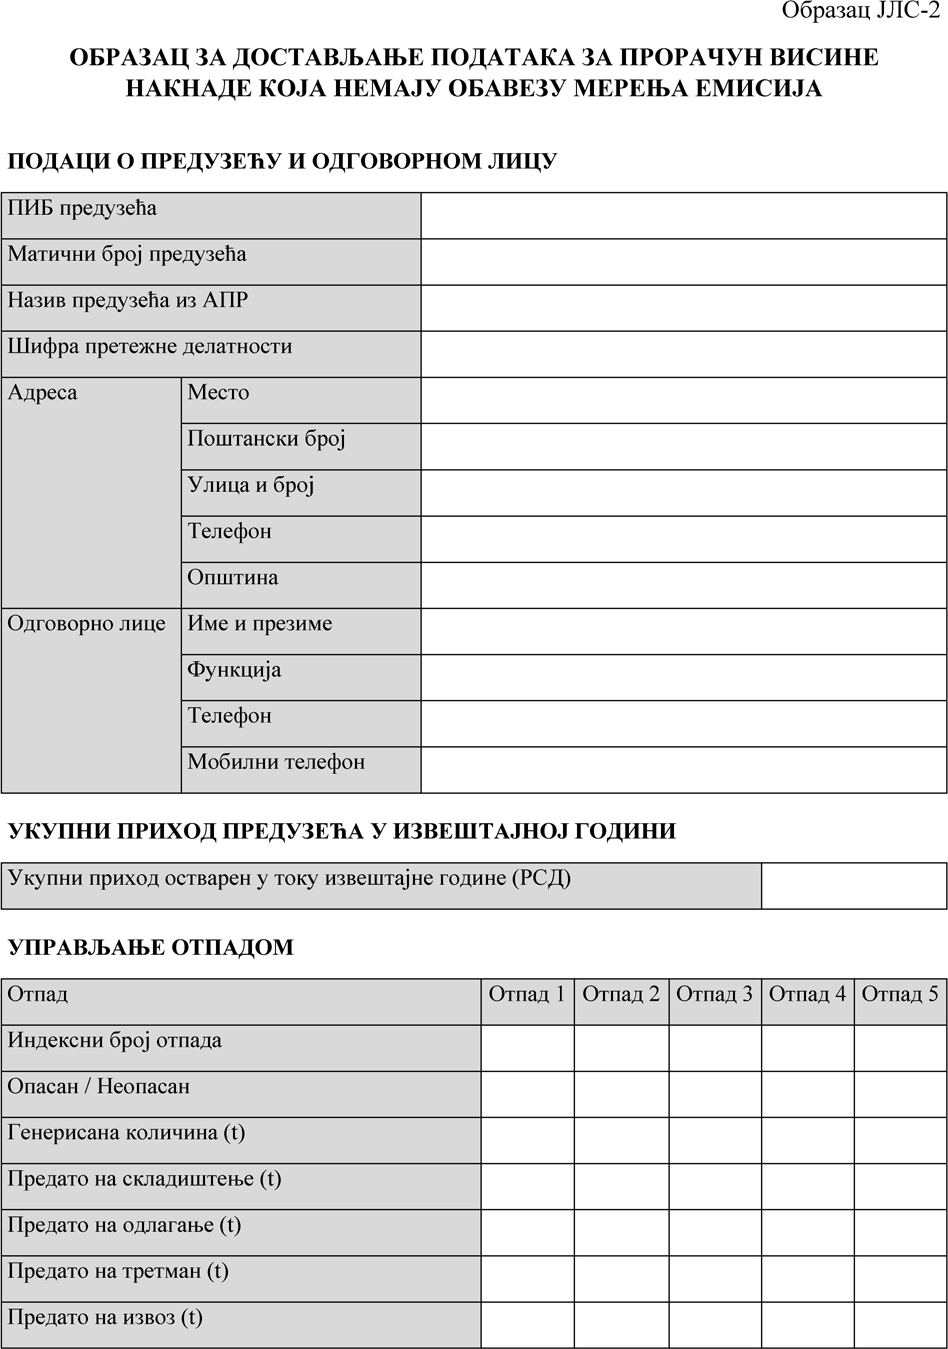 Образац ЈЛС-2
ОБРАЗАЦ ЗА ДОСТАВЉАЊЕ ПОДАТАКА ЗА ПРОРАЧУН ВИСИНЕ
НАКНАДЕ КОЈА НЕМАЈУ ОБАВЕЗУ МЕРЕЊА ЕМИСИЈА
ПОДАЦИ О ПРЕДУЗЕЋУ И ОДГОВОРНОМ ЛИЦУ
ПИБ предузећа
Матични број предузећа
Назив предузећа из АПР
Шифра претежне делатности
Адреса Место
Поштански број
Улица и број
Телефон
Општина
Одговорно лице Име и презиме
Функција
Телефон
Мобилни телефон
УКУПНИ ПРИХОД ПРЕДУЗЕЋА У ИЗВЕШТАЈНОЈ ГОДИНИ
Укупни приход остварен у току извештајне године (РСД)
УПРАВЉАЊЕ ОТПАДОМ
Отпад Отпад 1 Отпад 2 Отпад 3 Отпад 4 Отпад 5
Индексни број отпада
Опасан / Неопасан
Генерисана количина (t)
Предато на складиштење (t)
Предато на одлагање (t)
Предато на третман (t)
Предато на извоз (t)